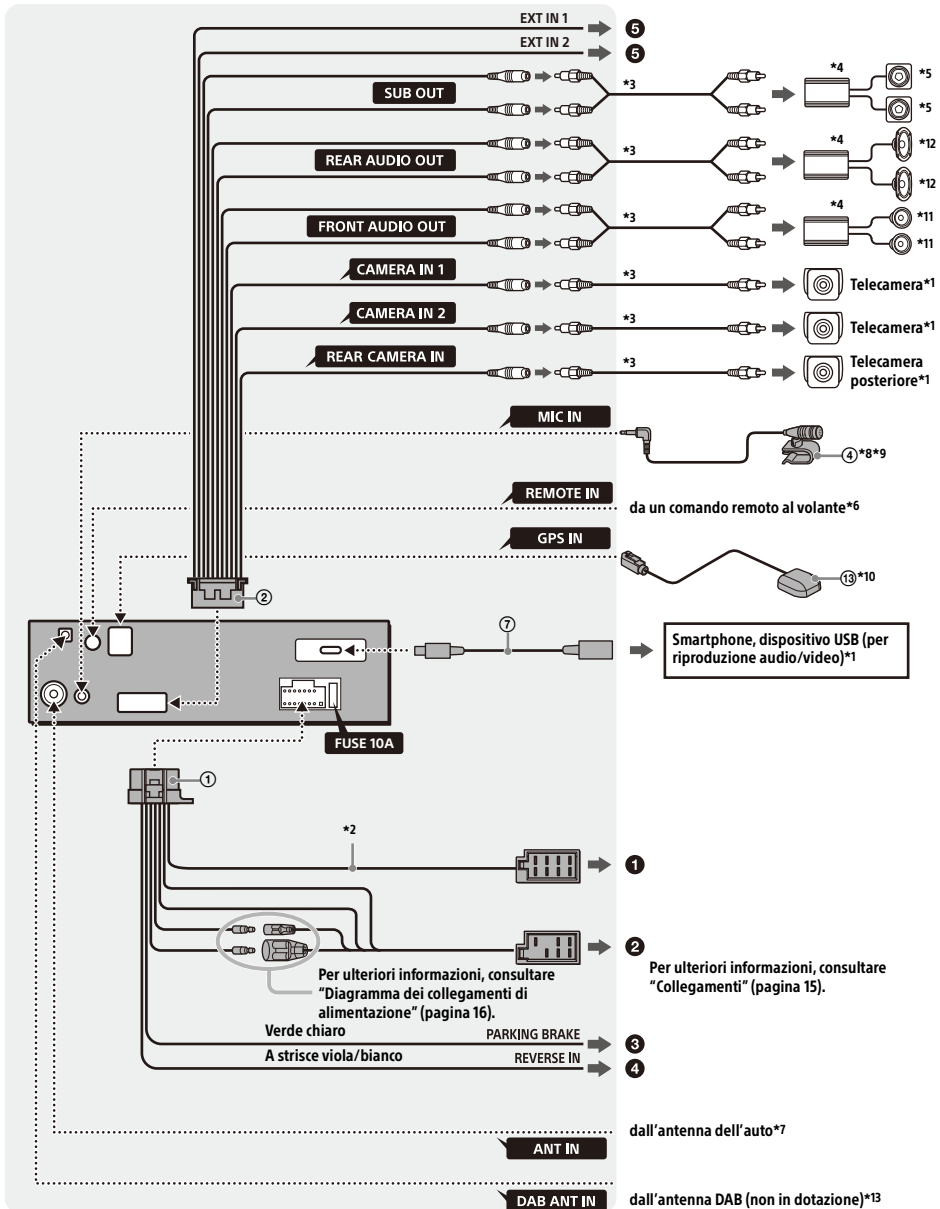 EXT IN 1
5
EXT IN 2
5
SUB OUT
*3
*4
*5
*5
REAR AUDIO OUT
*3
*4
*12
*12
FRONT AUDIO OUT
*3
*4
*11
*11
CAMERA IN 1
*3
Telecamera*1
CAMERA IN 2
*3
Telecamera*1
REAR CAMERA IN
*3
Telecamera
posteriore*1
MIC IN
4*8*9
REMOTE IN
da un comando remoto al volante*6
GPS IN
13*10
2
7
Smartphone, dispositivo USB (per
riproduzione audio/video)*1
FUSE 10A
1
*2
1
2
Per ulteriori informazioni, consultare
"Collegamenti" (pagina 15).
Per ulteriori informazioni, consultare
"Diagramma dei collegamenti di
alimentazione" (pagina 16).
Verde chiaro
PARKING BRAKE
3
A strisce viola/bianco
REVERSE IN
4
dall'antenna dell'auto*7
ANT IN
DAB ANT IN
dall'antenna DAB (non in dotazione)*13